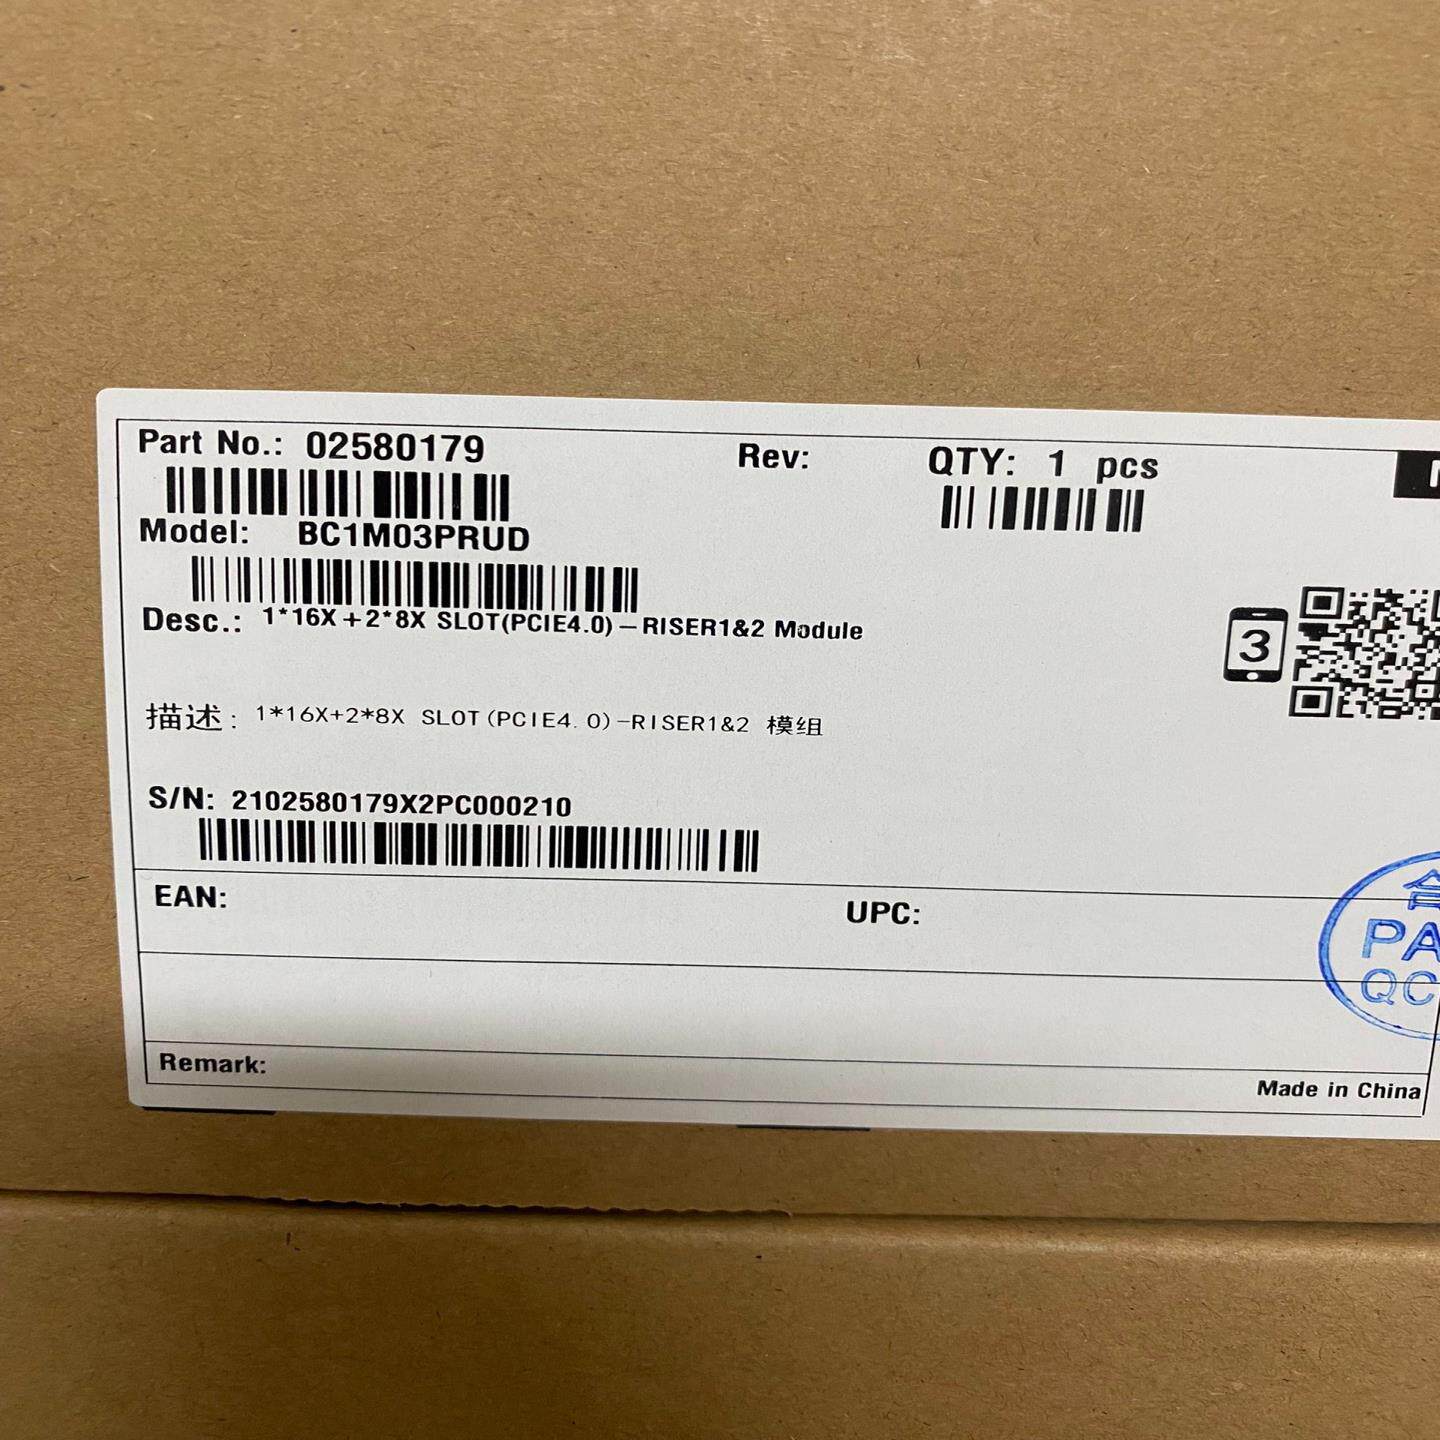 Part No.: 02580179
Rev:
QTY: 1 pcs
Model: BC1M03PRUD
Desc.: 1*16X+2*8X SLOT(PCIE4.0)-RISER1&2 Module
3
描述: 1*16X+2*8X SLOT(PCIE4.0)-RISER1&2 模组
S/N: 2102580179X2PC000210
EAN:
UPC:
PA
QC
Remark:
Made in China